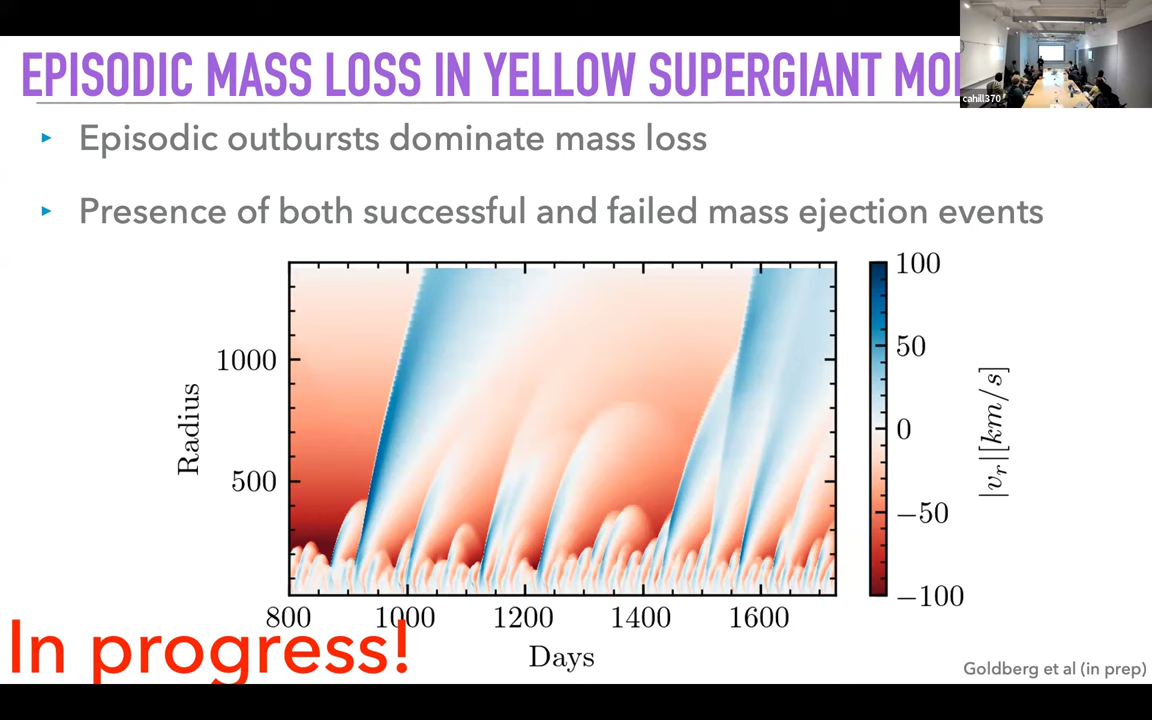 EPISODIC MASS LOSS IN YELLOW SUPERGIANT MO
cahill370
▸ Episodic outbursts dominate mass loss
▸ Presence of both successful and failed mass ejection events
Radius
1000
500
800 1000 1200 1400 1600
Days
100
50
0
−50
−100
|v_r| [km/s]
In progress!
Goldberg et al (in prep)